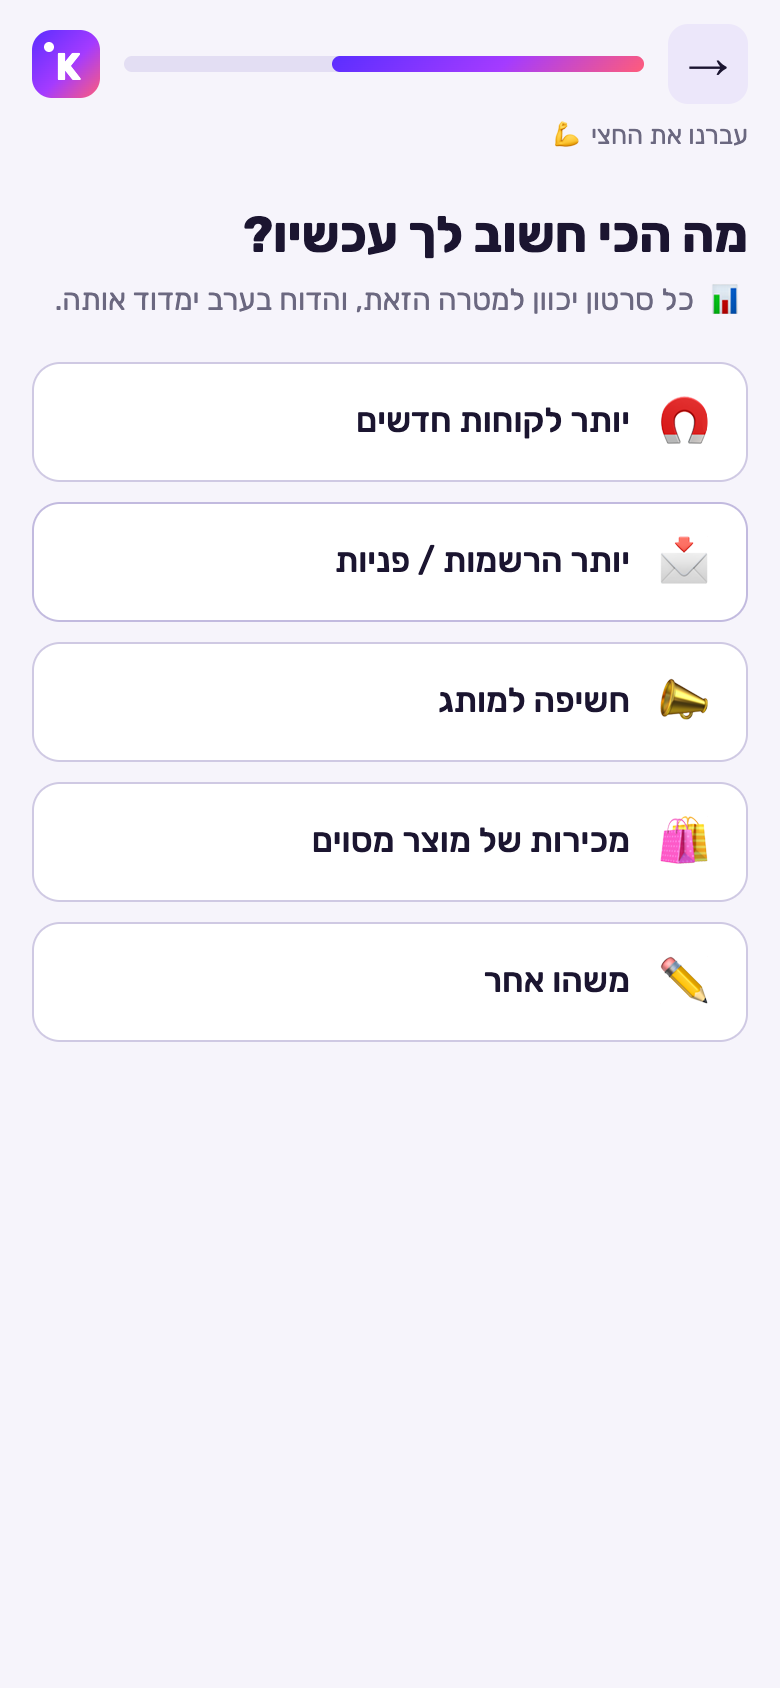 K
→
עברנו את החצי 💪
מה הכי חשוב לך עכשיו?
📊 כל סרטון יכוון למטרה הזאת, והדוח בערב ימדוד אותה.
🧲 יותר לקוחות חדשים
📩 יותר הרשמות / פניות
📣 חשיפה למותג
🛍️ מכירות של מוצר מסוים
✏️ משהו אחר